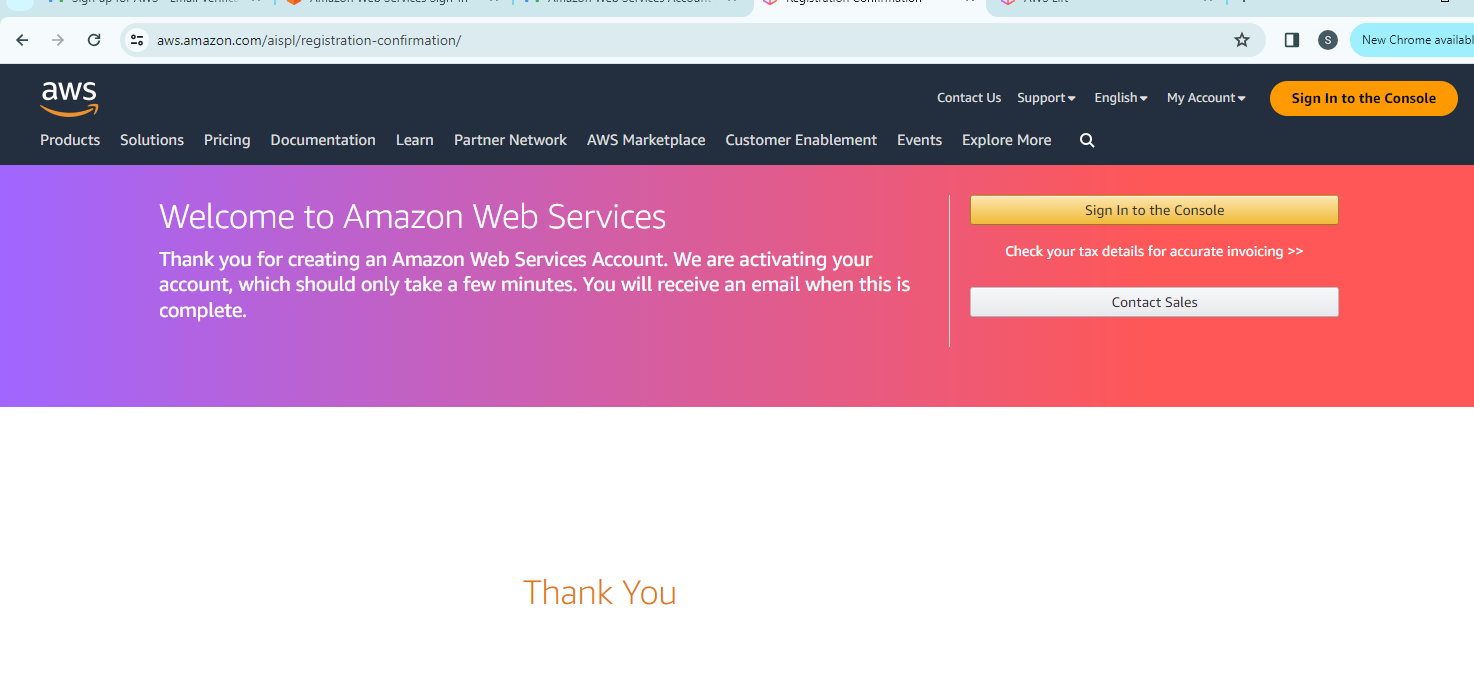 aws.amazon.com/aispl/registration-confirmation/
S
New Chrome availabl
aws
Contact Us Support English My Account Sign In to the Console
Products Solutions Pricing Documentation Learn Partner Network AWS Marketplace Customer Enablement Events Explore More
Welcome to Amazon Web Services
Thank you for creating an Amazon Web Services Account. We are activating your
account, which should only take a few minutes. You will receive an email when this is
complete.
Sign In to the Console
Check your tax details for accurate invoicing >>
Contact Sales
Thank You